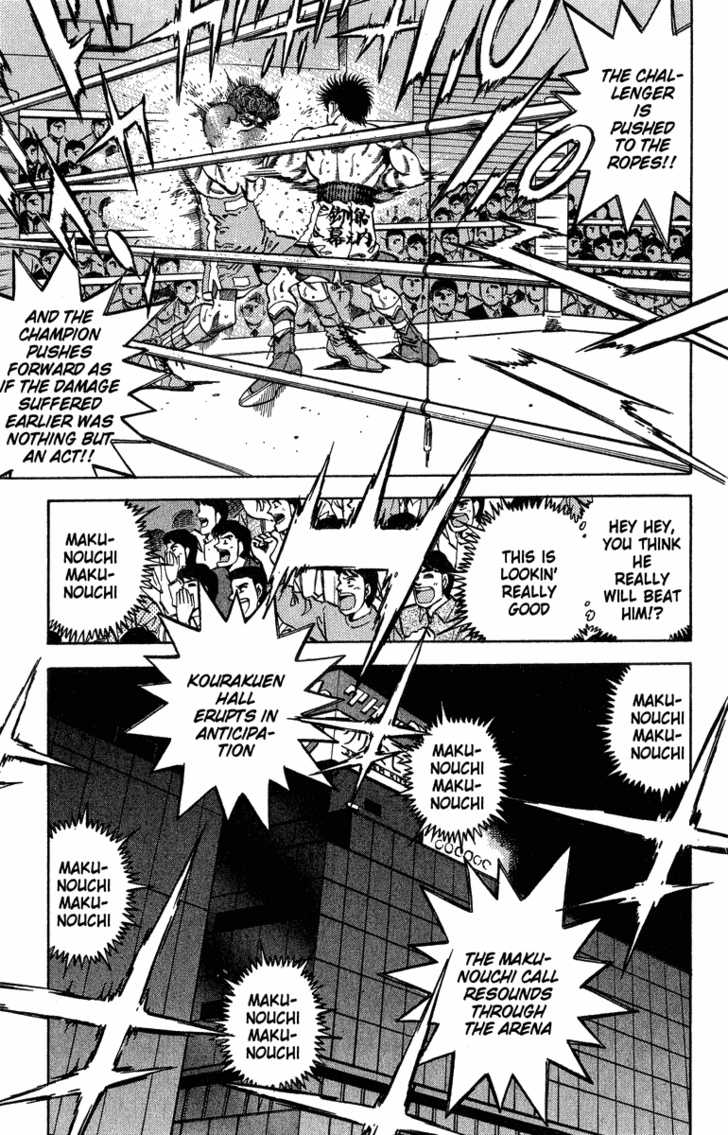 THE CHAL-
LENGER
IS
PUSHED
TO THE
ROPES!!
AND THE
CHAMPION
PUSHES
FORWARD AS
IF THE DAMAGE
SUFFERED
EARLIER WAS
NOTHING BUT
AN ACT!!
HEY HEY,
YOU THINK
HE
REALLY
WILL BEAT
HIM!?
THIS IS
LOOKIN'
REALLY
GOOD
MAKU-
NOUCHI
MAKU-
NOUCHI
KOURAKUEN
HALL
ERUPTS IN
ANTICIPA-
TION
MAKU-
NOUCHI
MAKU-
NOUCHI
MAKU-
NOUCHI
MAKU-
NOUCHI
MAKU-
NOUCHI
MAKU-
NOUCHI
THE MAKU-
NOUCHI CALL
RESOUNDS
THROUGH
THE ARENA
MAKU-
NOUCHI
MAKU-
NOUCHI